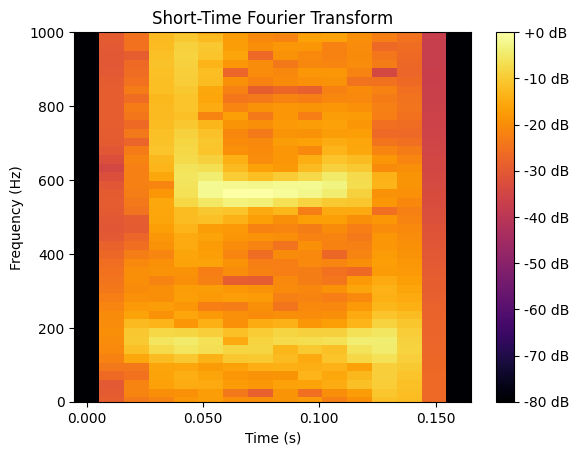 Short-Time Fourier Transform
Frequency (Hz)
1000
800
600
400
200
0
0.000
0.050
0.100
0.150
Time (s)
+0 dB
-10 dB
-20 dB
-30 dB
-40 dB
-50 dB
-60 dB
-70 dB
-80 dB